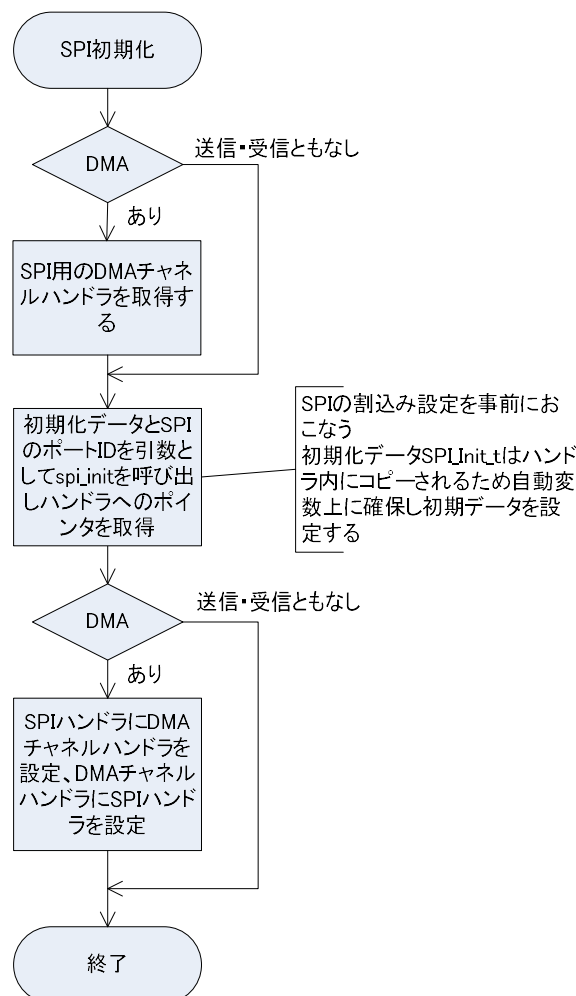 SPI初期化
DMA
送信・受信ともなし
あり
SPI用のDMAチャネ
ルハンドラを取得す
る
初期化データとSPI
のポートIDを引数と
してspi_initを呼び出
しハンドラへのポイ
ンタを取得
SPIの割込み設定を事前にお
こなう
初期化データSPI_Init_tはハンド
ラ内にコピーされるため自動変
数上に確保し初期データを設
定する
DMA
送信・受信ともなし
あり
SPIハンドラにDMA
チャネルハンドラを
設定、DMAチャネル
ハンドラにSPIハンド
ラを設定
終了